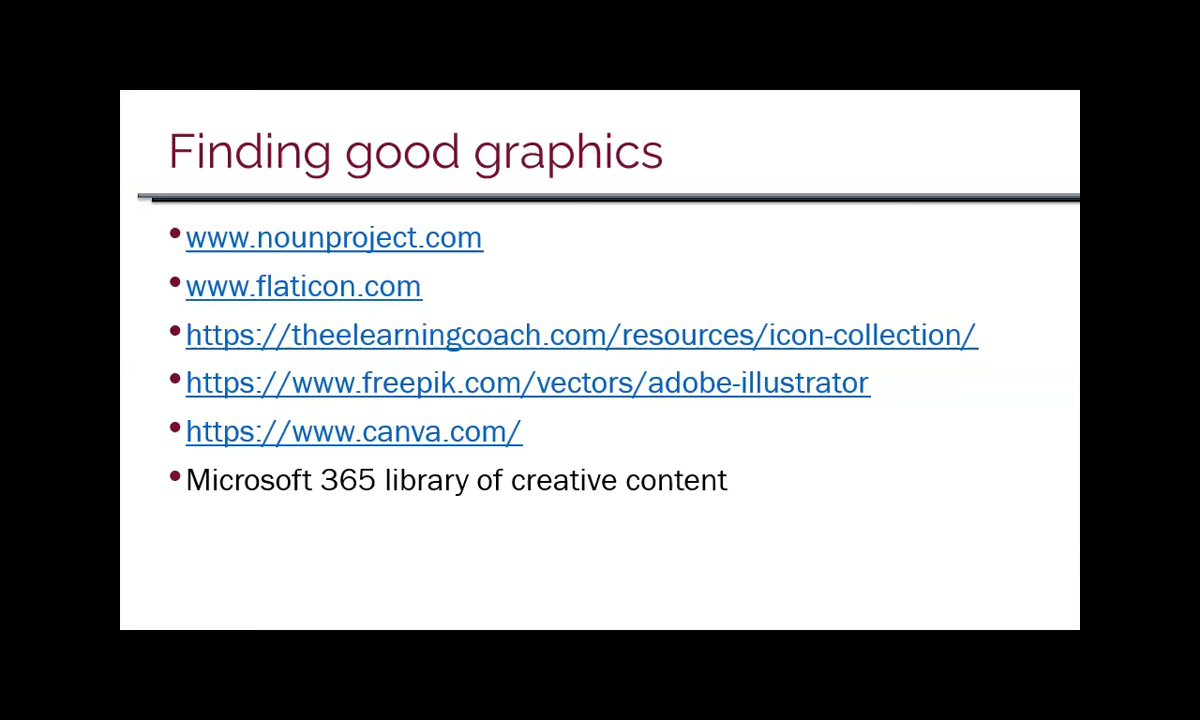 Finding good graphics
•www.nounproject.com
•www.flaticon.com
•https://theelearningcoach.com/resources/icon-collection/
•https://www.freepik.com/vectors/adobe-illustrator
•https://www.canva.com/
•Microsoft 365 library of creative content